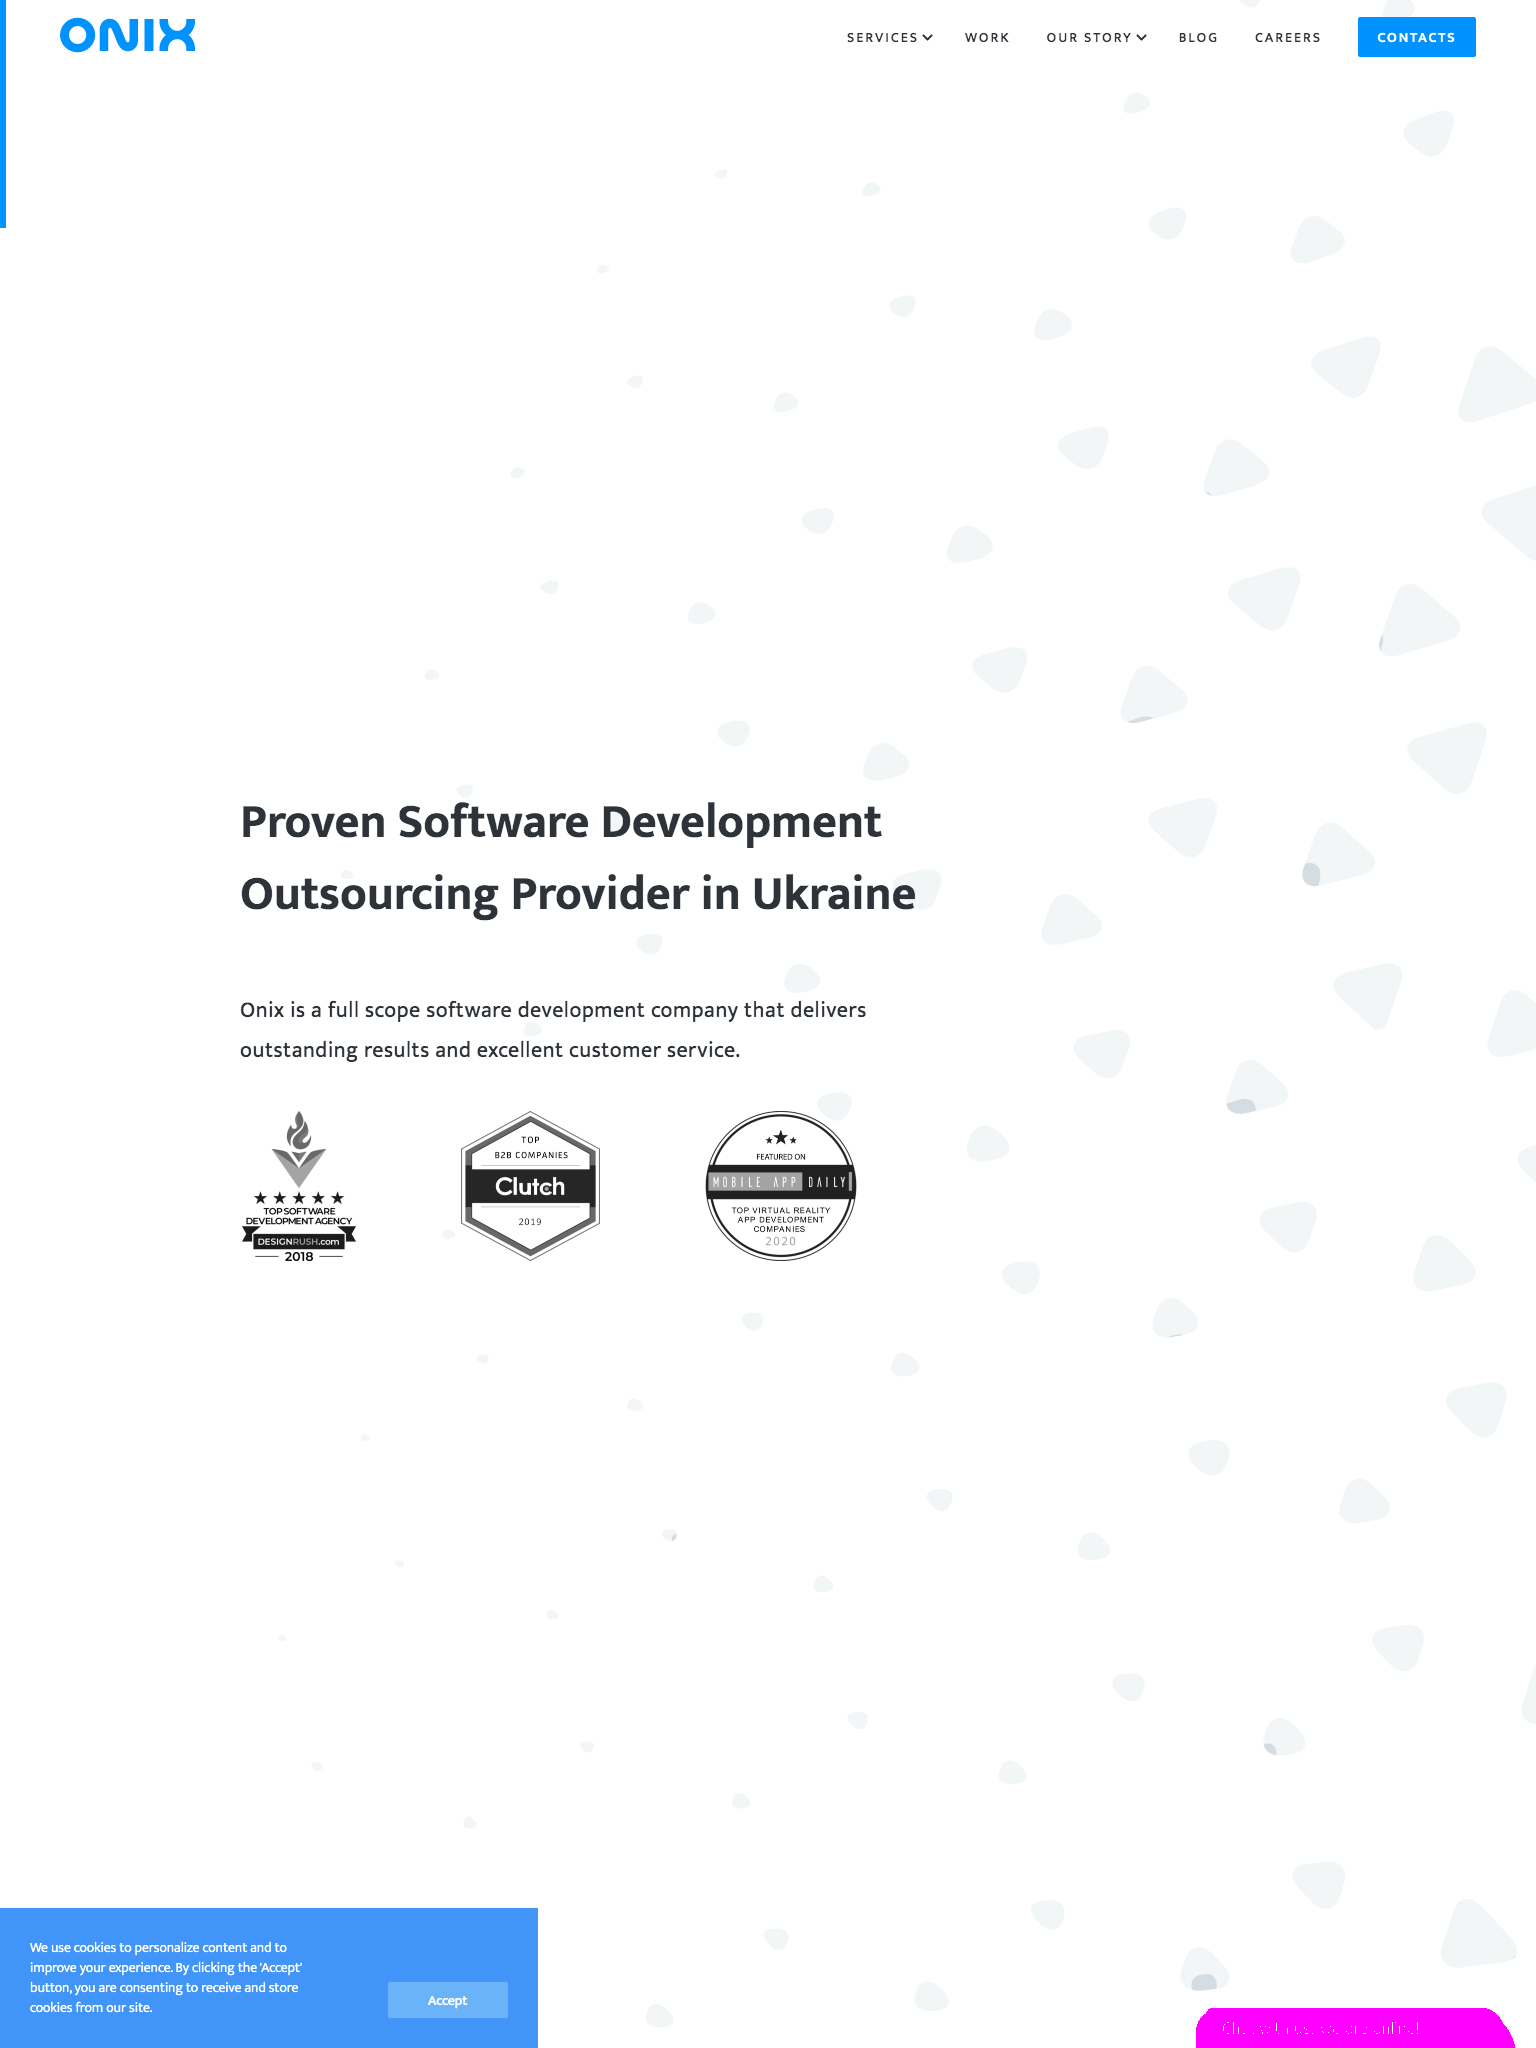 ONIX
SERVICES
WORK
OUR STORY
BLOG
CAREERS
CONTACTS
Proven Software Development
Outsourcing Provider in Ukraine
Onix is a full scope software development company that delivers
outstanding results and excellent customer service.
TOP SOFTWARE
DEVELOPMENT AGENCY
DESIGNRUSH.com
2018
TOP
B2B COMPANIES
Clutch
2019
FEATURED ON
MOBILE APP DAILY
TOP VIRTUAL REALITY
APP DEVELOPMENT
COMPANIES
2020
We use cookies to personalize content and to
improve your experience. By clicking the 'Accept'
button, you are consenting to receive and store
cookies from our site.
Accept